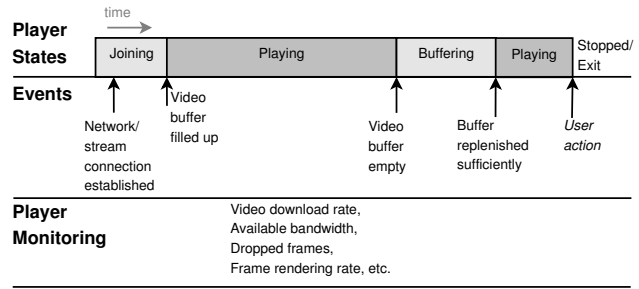 time
Player
States
Joining
Playing
Buffering
Playing
Stopped/
Exit
Events
Network/
stream
connection
established
Video
buffer
filled up
Video
buffer
empty
Buffer
replenished
sufficiently
User
action
Player
Monitoring
Video download rate,
Available bandwidth,
Dropped frames,
Frame rendering rate, etc.